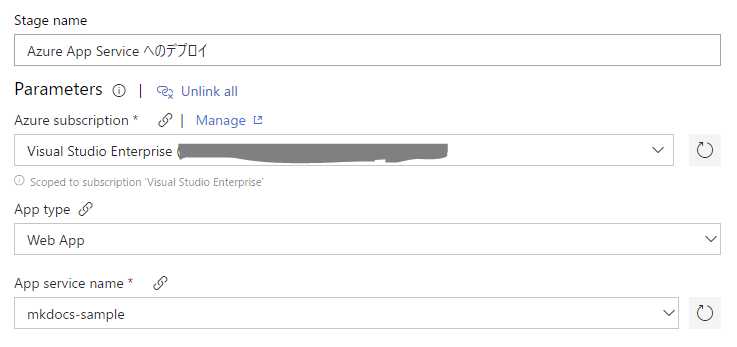 Stage name
Azure App Service へのデプロイ
Parameters | Unlink all
Azure subscription * | Manage
Visual Studio Enterprise
Scoped to subscription 'Visual Studio Enterprise'
App type
Web App
App service name *
mkdocs-sample